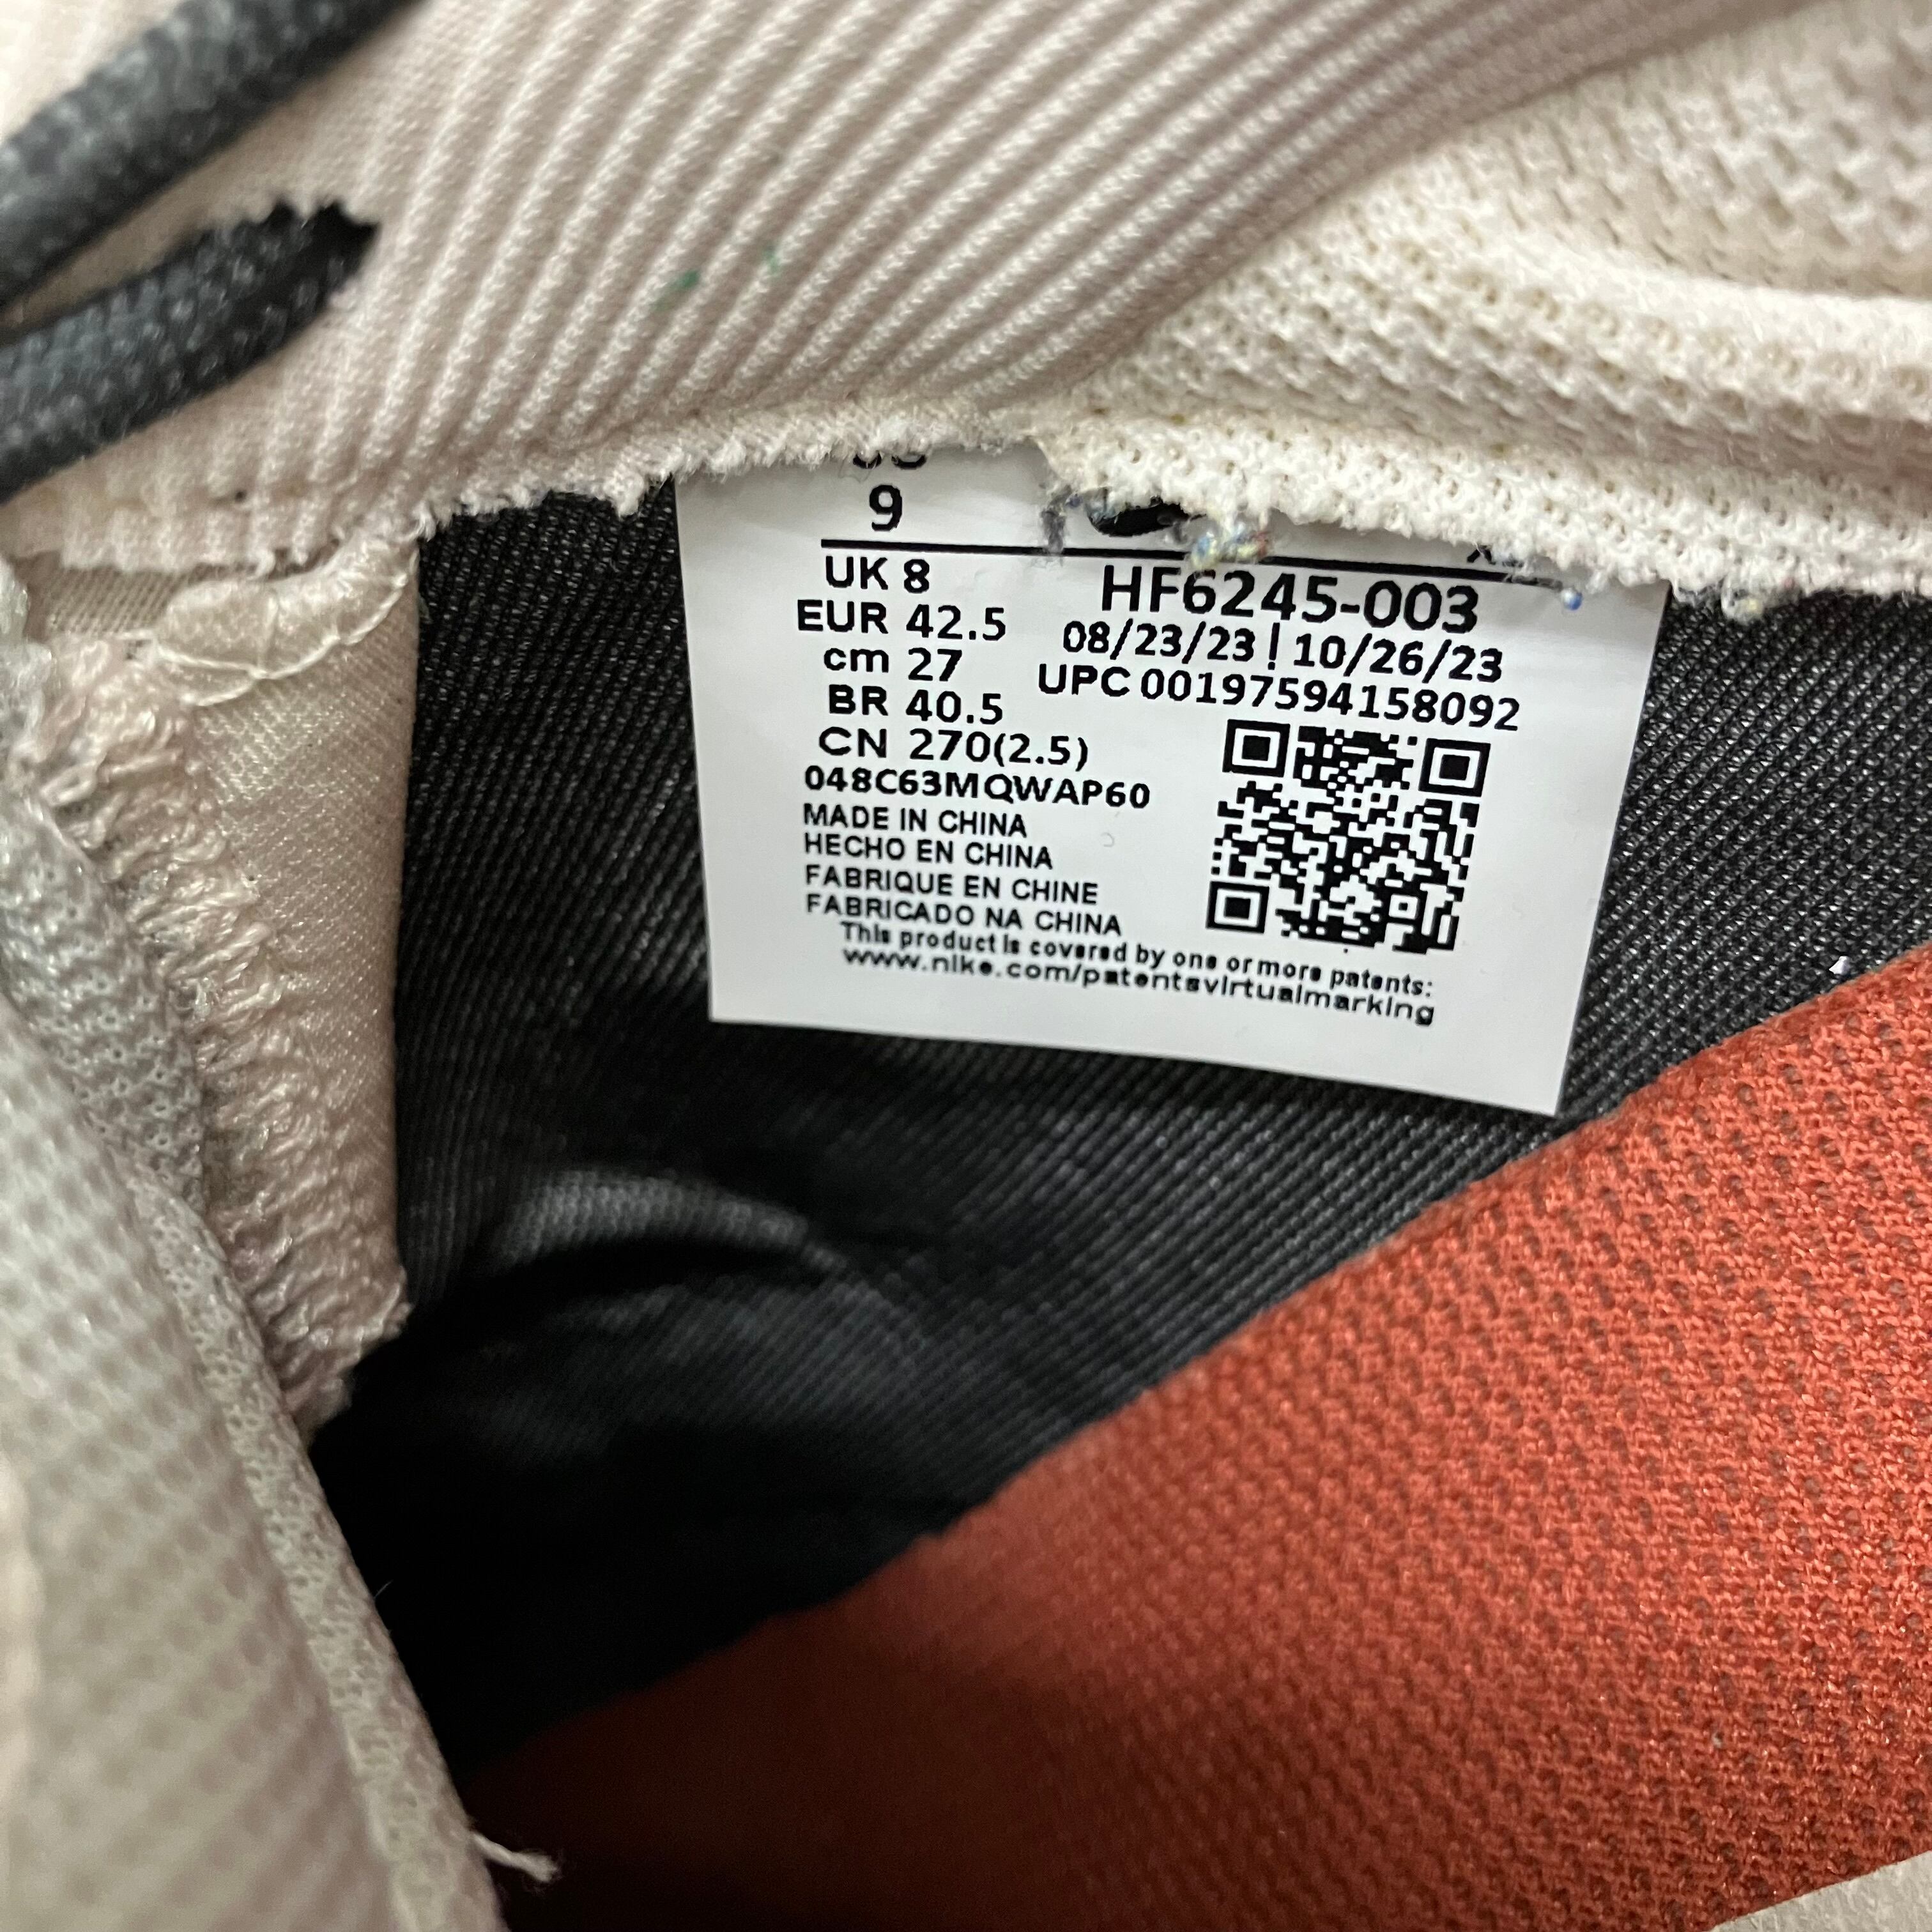 9
UK 8
EUR 42.5
cm 27
BR 40.5
CN 270(2.5)
HF6245-003
08/23/23 | 10/26/23
UPC 00197594158092
048C63MQWAP60
MADE IN CHINA
HECHO EN CHINA
FABRIQUE EN CHINE
FABRICADO NA CHINA
This product is covered by one or more patents:
www.nike.com/patentsvirtualmarking